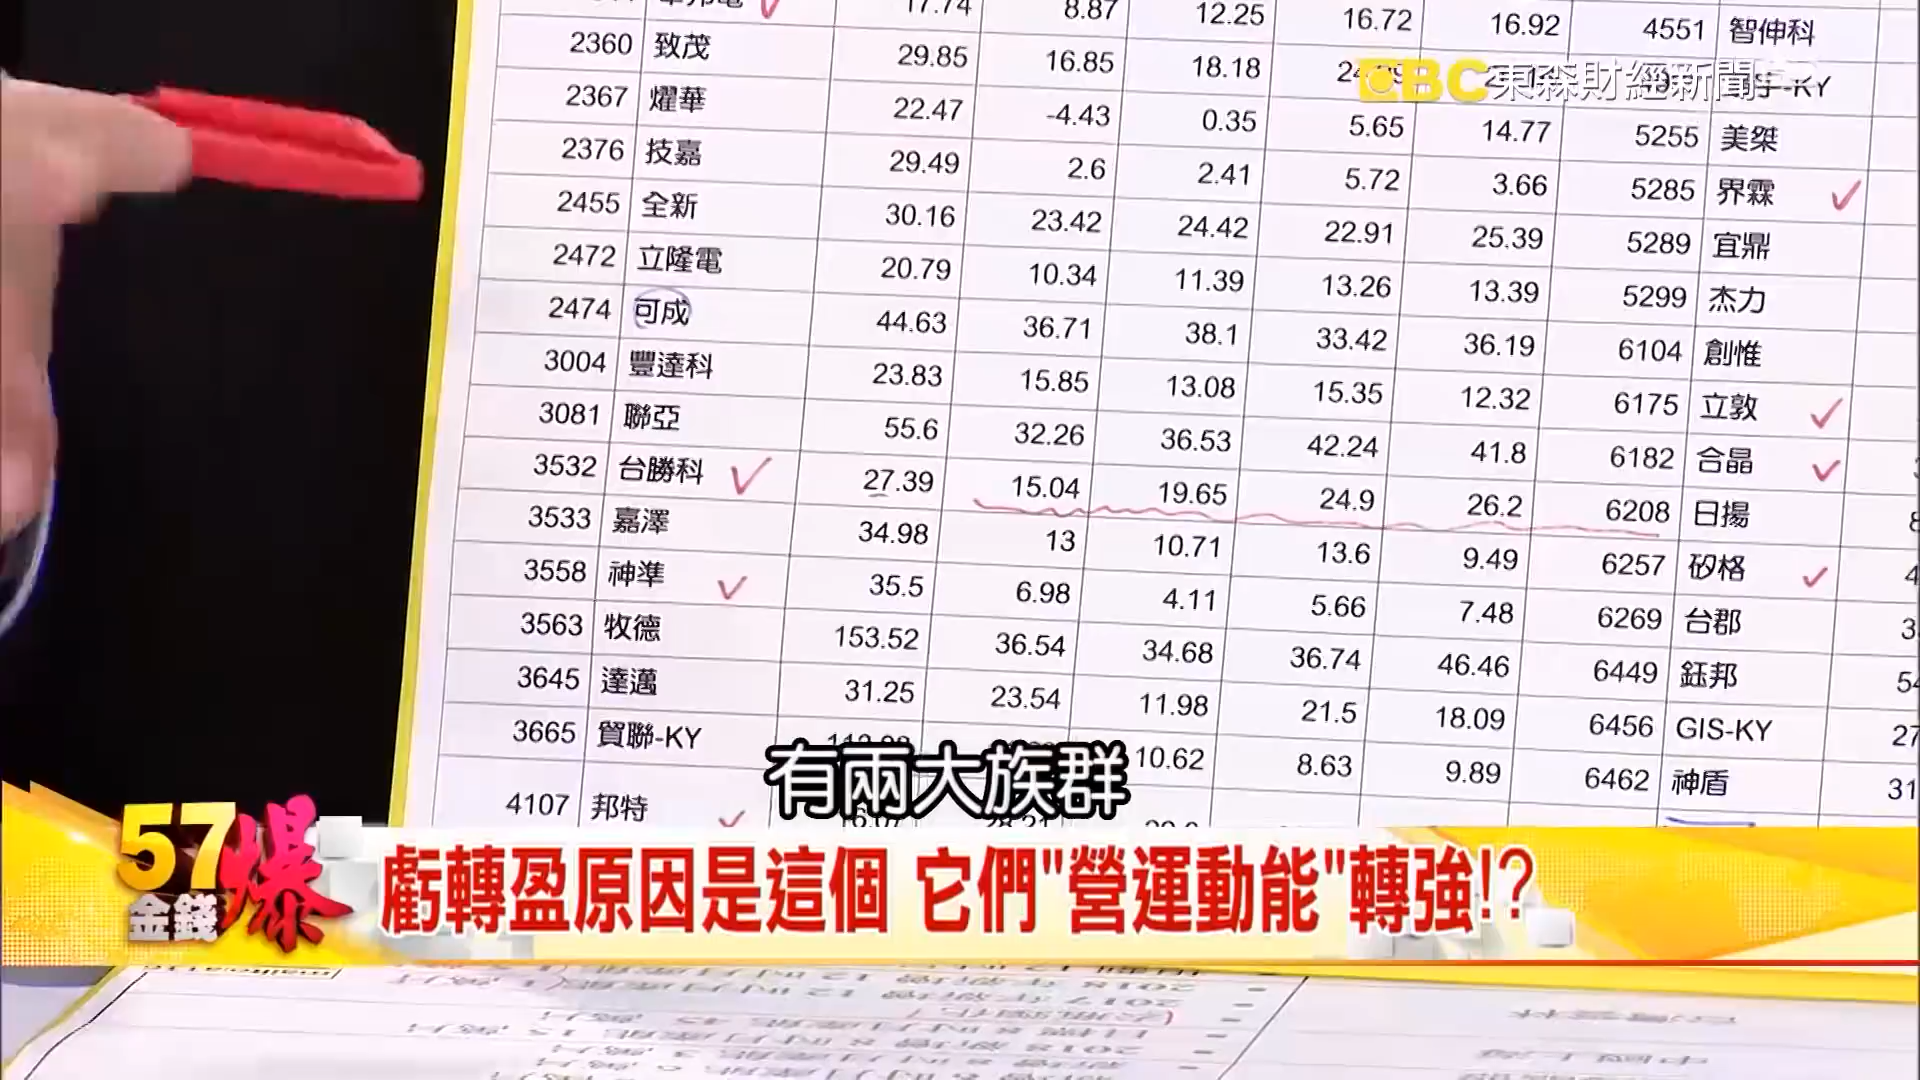 17.74 8.87 12.25 16.72 16.92 4551 智伸科
2360 致茂 29.85 16.85 18.18
EBC 東森財經新聞
-KY
2367 燿華 22.47 -4.43 0.35 5.65 14.77 5255 美桀
2376 技嘉 29.49 2.6 2.41 5.72 3.66 5285 界霖
2455 全新 30.16 23.42 24.42 22.91 25.39 5289 宜鼎
2472 立隆電 20.79 10.34 11.39 13.26 13.39 5299 杰力
2474 可成 44.63 36.71 38.1 33.42 36.19 6104 創惟
3004 豐達科 23.83 15.85 13.08 15.35 12.32 6175 立敦
3081 聯亞 55.6 32.26 36.53 42.24 41.8 6182 合晶
3532 台勝科 27.39 15.04 19.65 24.9 26.2 6208 日揚
3533 嘉澤 34.98 13 10.71 13.6 9.49 6257 矽格
3558 神準 35.5 6.98 4.11 5.66 7.48 6269 台郡
3563 牧德 153.52 36.54 34.68 36.74 46.46 6449 鈺邦
3645 達邁 31.25 23.54 11.98 21.5 18.09 6456 GIS-KY
3665 貿聯-KY 10.62 8.63 9.89 6462 神盾
4107 邦特
有兩大族群
57金錢爆
虧轉盈原因是這個 它們"營運動能"轉強!?